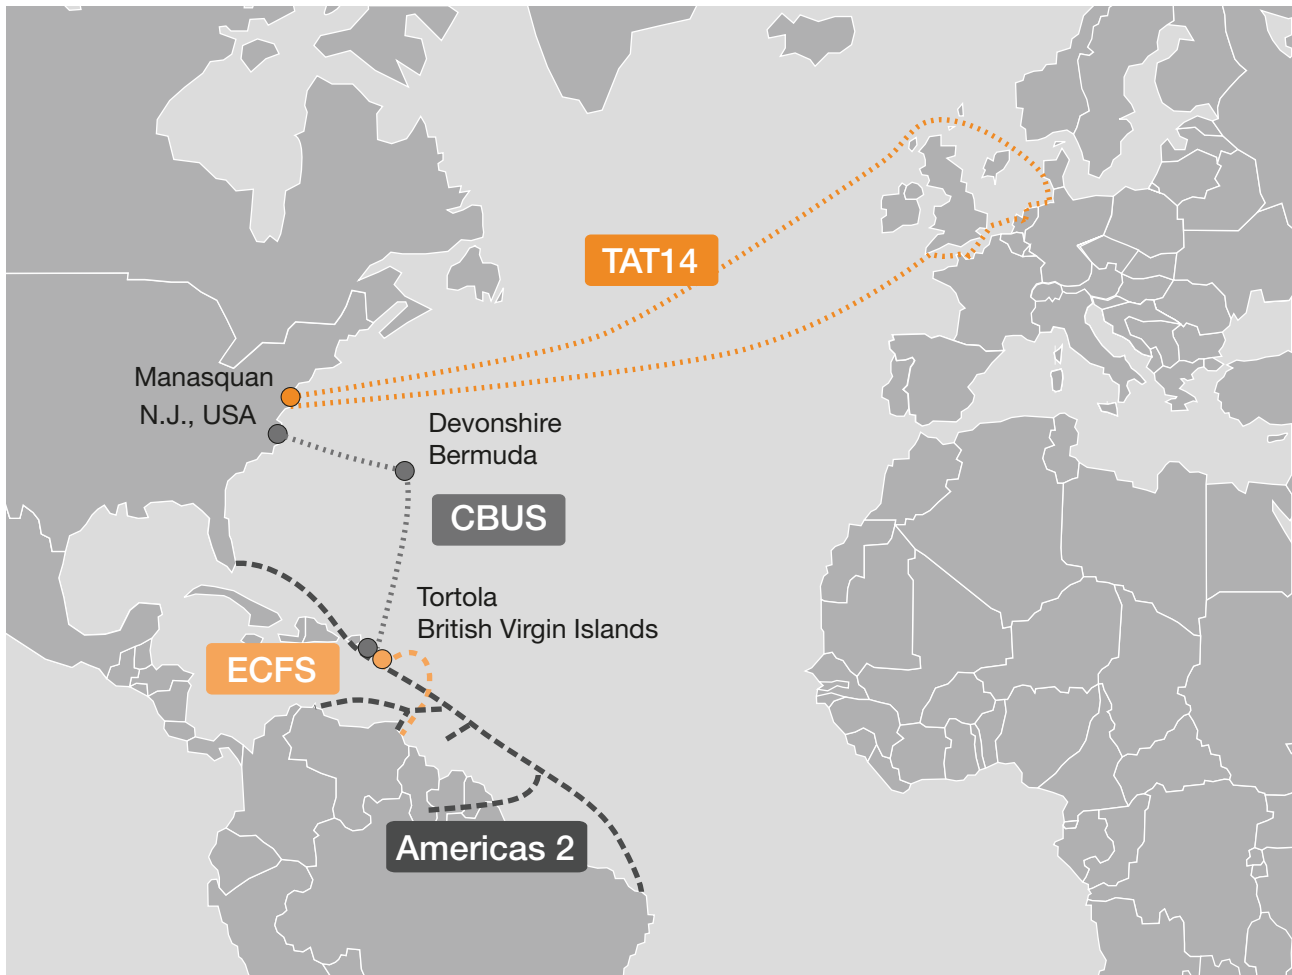 TAT14
Manasquan
N.J., USA
Devonshire
Bermuda
CBUS
Tortola
British Virgin Islands
ECFS
Americas 2